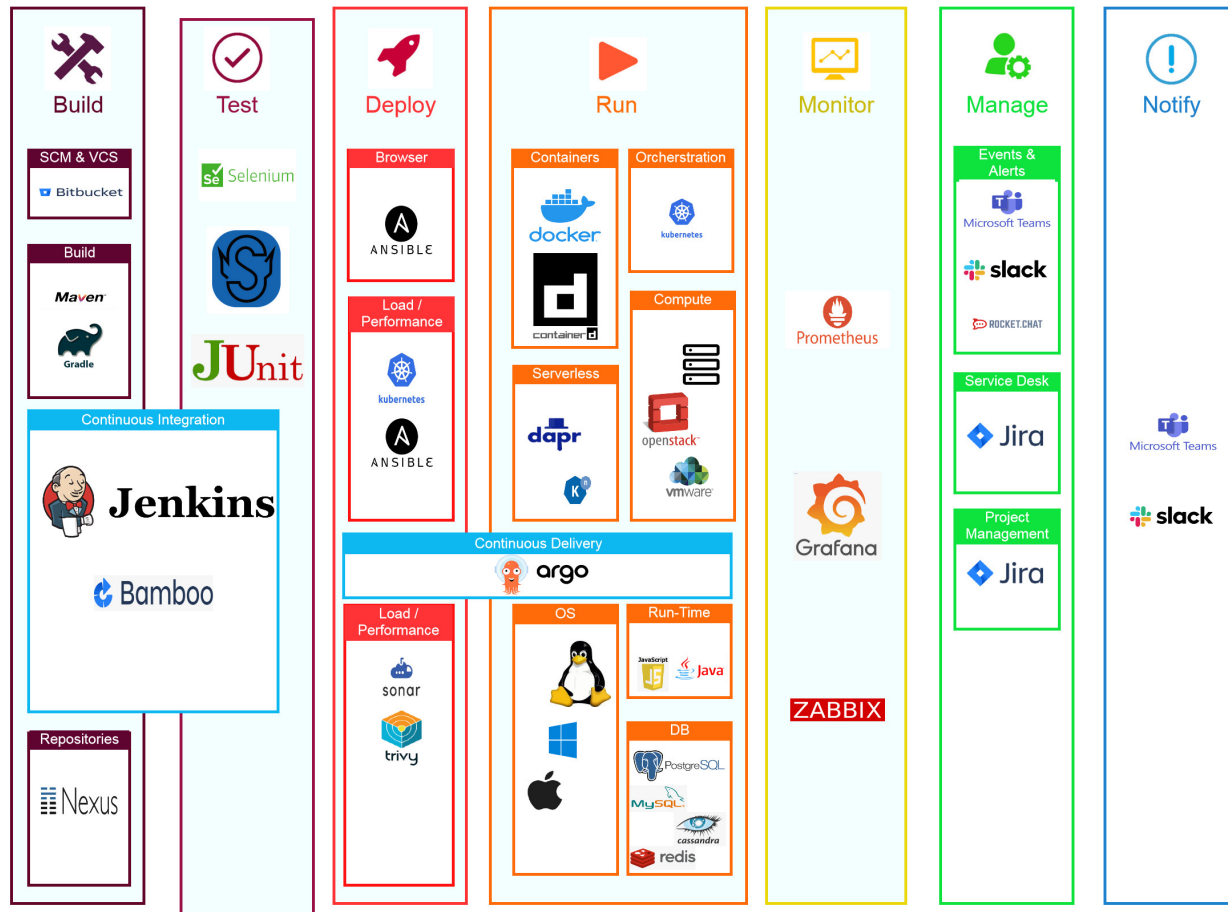 Build
SCM & VCS
Bitbucket
Build
Maven
Gradle
Test
Se Selenium
S
JUnit
Continuous Integration
Jenkins
Bamboo
Repositories
Nexus
Deploy
Browser
A
ANSIBLE
Load /
Performance
kubernetes
A
ANSIBLE
Run
Containers
docker
d
containerd
Orcherstration
kubernetes
Serverless
dapr
K n
Compute
openstack
vmware
Continuous Delivery
argo
Load /
Performance
sonar
trivy
OS
Run-Time
JavaScript
JS
Java
DB
PostgreSQL
MySQL
cassandra
redis
Monitor
Prometheus
Grafana
ZABBIX
Manage
Events &
Alerts
T
Microsoft Teams
slack
ROCKET.CHAT
Service Desk
Jira
Project
Management
Jira
Notify
T
Microsoft Teams
slack